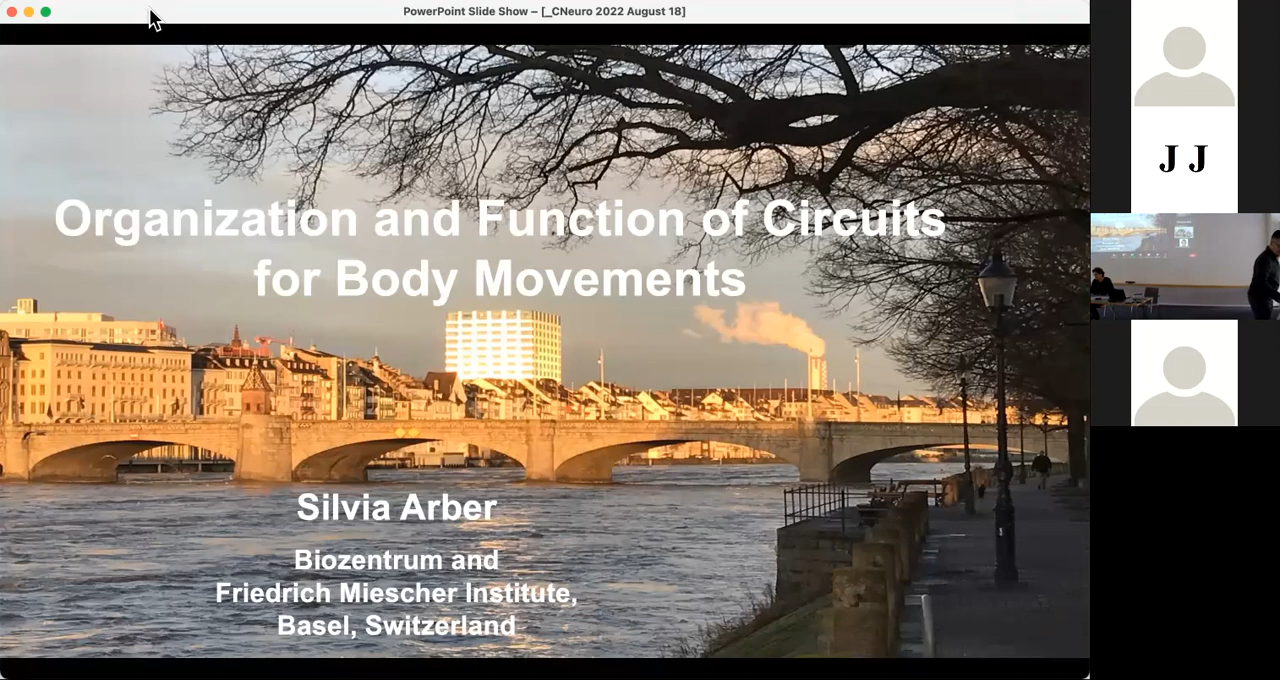 PowerPoint Slide Show – [_CNeuro 2022 August 18]
Organization and Function of Circuits
for Body Movements
Silvia Arber
Biozentrum and
Friedrich Miescher Institute,
Basel, Switzerland
J J